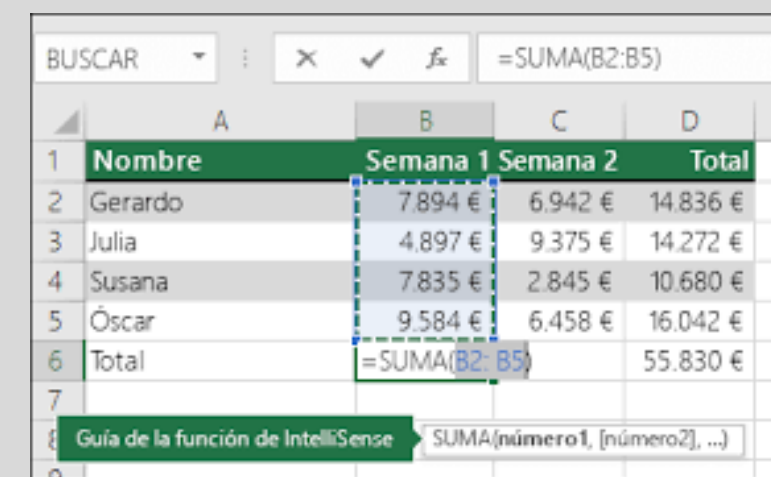 BUSCAR fx =SUMA(B2:B5)
A B C D
1 Nombre Semana 1 Semana 2 Total
2 Gerardo 7.894 € 6.942 € 14.836 €
3 Julia 4.897 € 9.375 € 14.272 €
4 Susana 7.835 € 2.845 € 10.680 €
5 Óscar 9.584 € 6.458 € 16.042 €
6 Total =SUMA(B2: B5) 55.830 €
7
8 Guía de la función de IntelliSense SUMA(número1, [número2], ...)